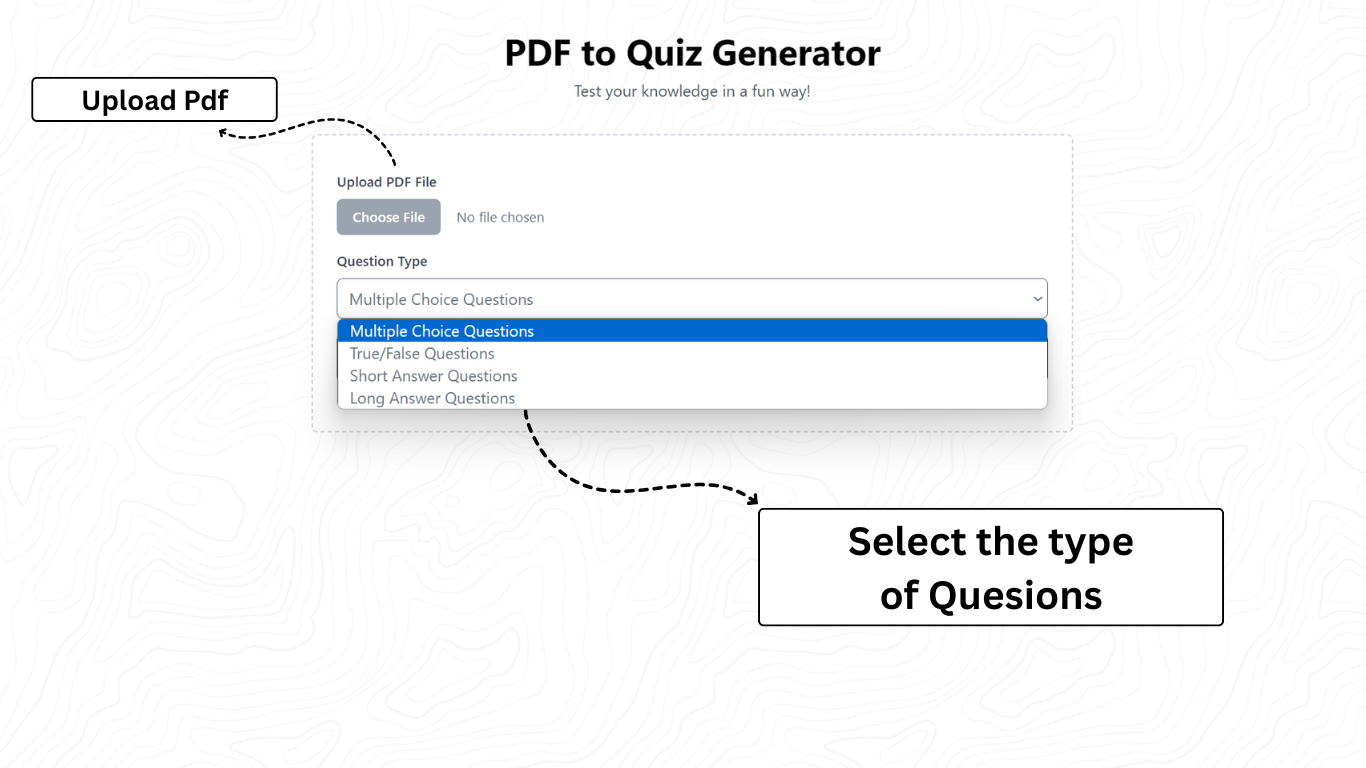 PDF to Quiz Generator
Test your knowledge in a fun way!
Upload Pdf
Upload PDF File
Choose File No file chosen
Question Type
Multiple Choice Questions
Multiple Choice Questions
True/False Questions
Short Answer Questions
Long Answer Questions
Select the type
of Quesions